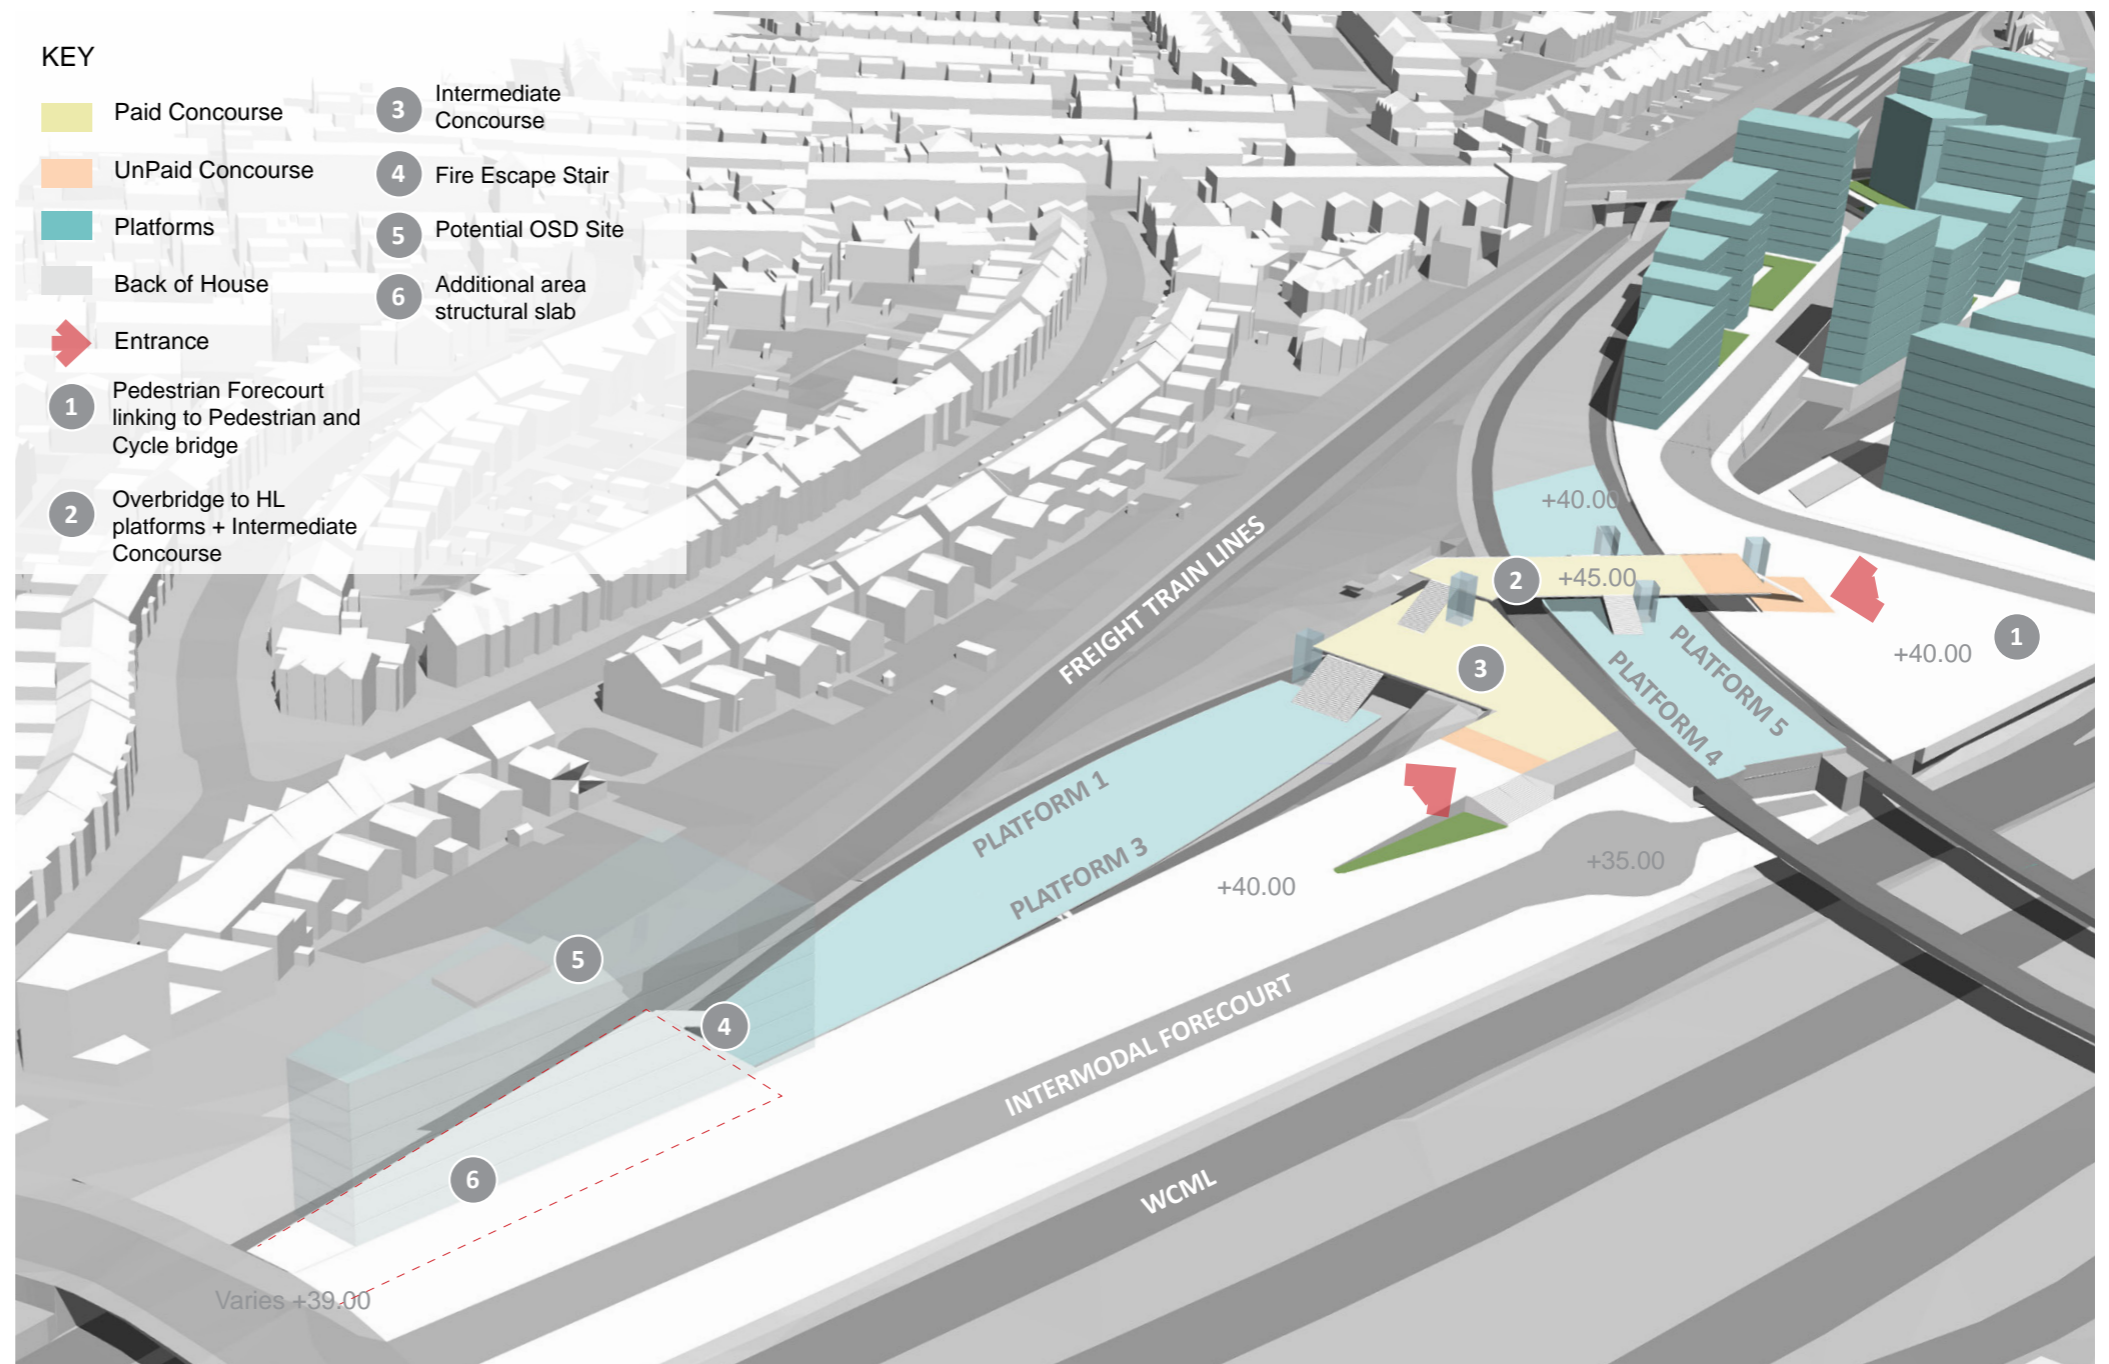 KEY
Paid Concourse
UnPaid Concourse
Platforms
Back of House
Entrance
1
Pedestrian Forecourt
linking to Pedestrian and
Cycle bridge
2
Overbridge to HL
platforms + Intermediate
Concourse
3
Intermediate
Concourse
4
Fire Escape Stair
5
Potential OSD Site
6
Additional area
structural slab
+40.00
FREIGHT TRAIN LINES
2
+45.00
1
+40.00
3
PLATFORM 5
PLATFORM 4
PLATFORM 1
PLATFORM 3
+40.00
+35.00
5
4
INTERMODAL FORECOURT
6
WCML
Varies +39.00